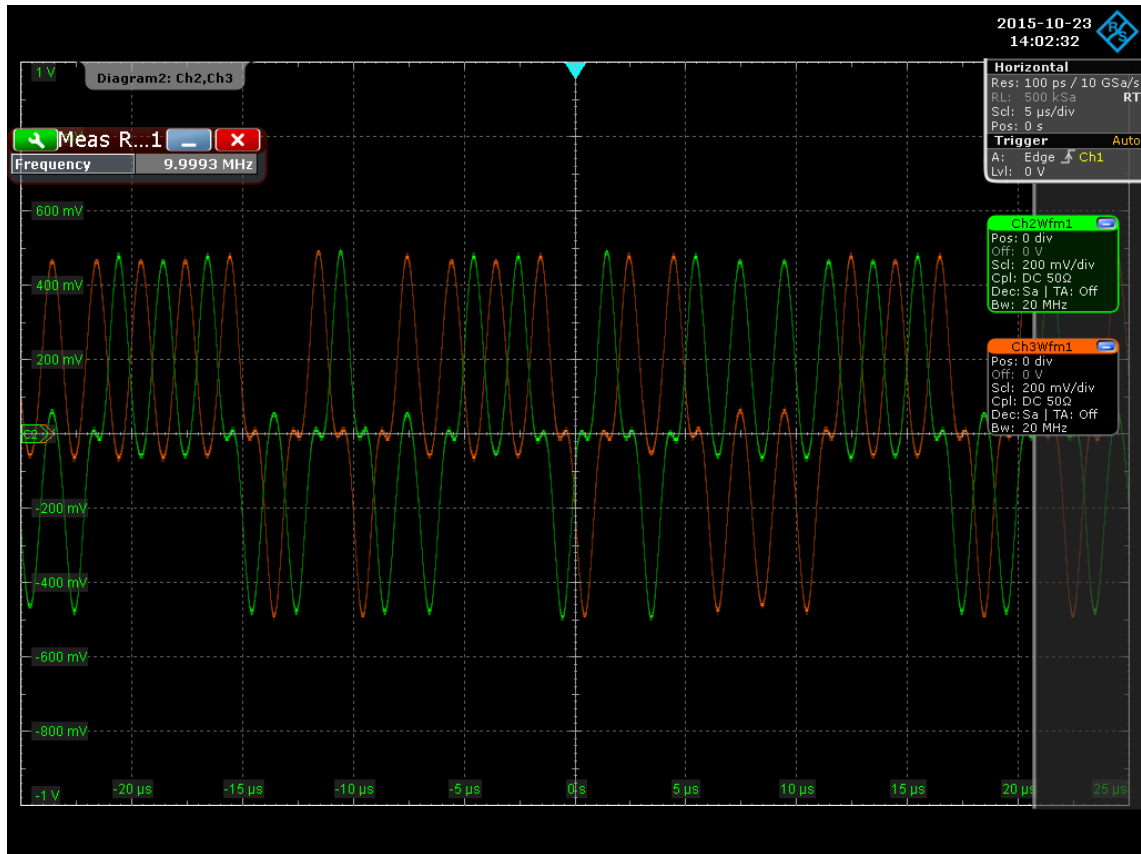 2015-10-23
14:02:32
R&S
Diagram2: Ch2,Ch3
1 V
600 mV
400 mV
200 mV
C2
-200 mV
-400 mV
-600 mV
-800 mV
-1 V
-20 µs
-15 µs
-10 µs
-5 µs
0 s
5 µs
10 µs
15 µs
20 µs
25 µs
Meas R...1
Frequency 9.9993 MHz
Horizontal
Res: 100 ps / 10 GSa/s
RL: 500 kSa RT
Scl: 5 µs/div
Pos: 0 s
Trigger Auto
A: Edge Ch1
Lvl: 0 V
Ch2Wfm1
Pos: 0 div
Off: 0 V
Scl: 200 mV/div
Cpl: DC 50Ω
Dec: Sa | TA: Off
Bw: 20 MHz
Ch3Wfm1
Pos: 0 div
Off: 0 V
Scl: 200 mV/div
Cpl: DC 50Ω
Dec: Sa | TA: Off
Bw: 20 MHz